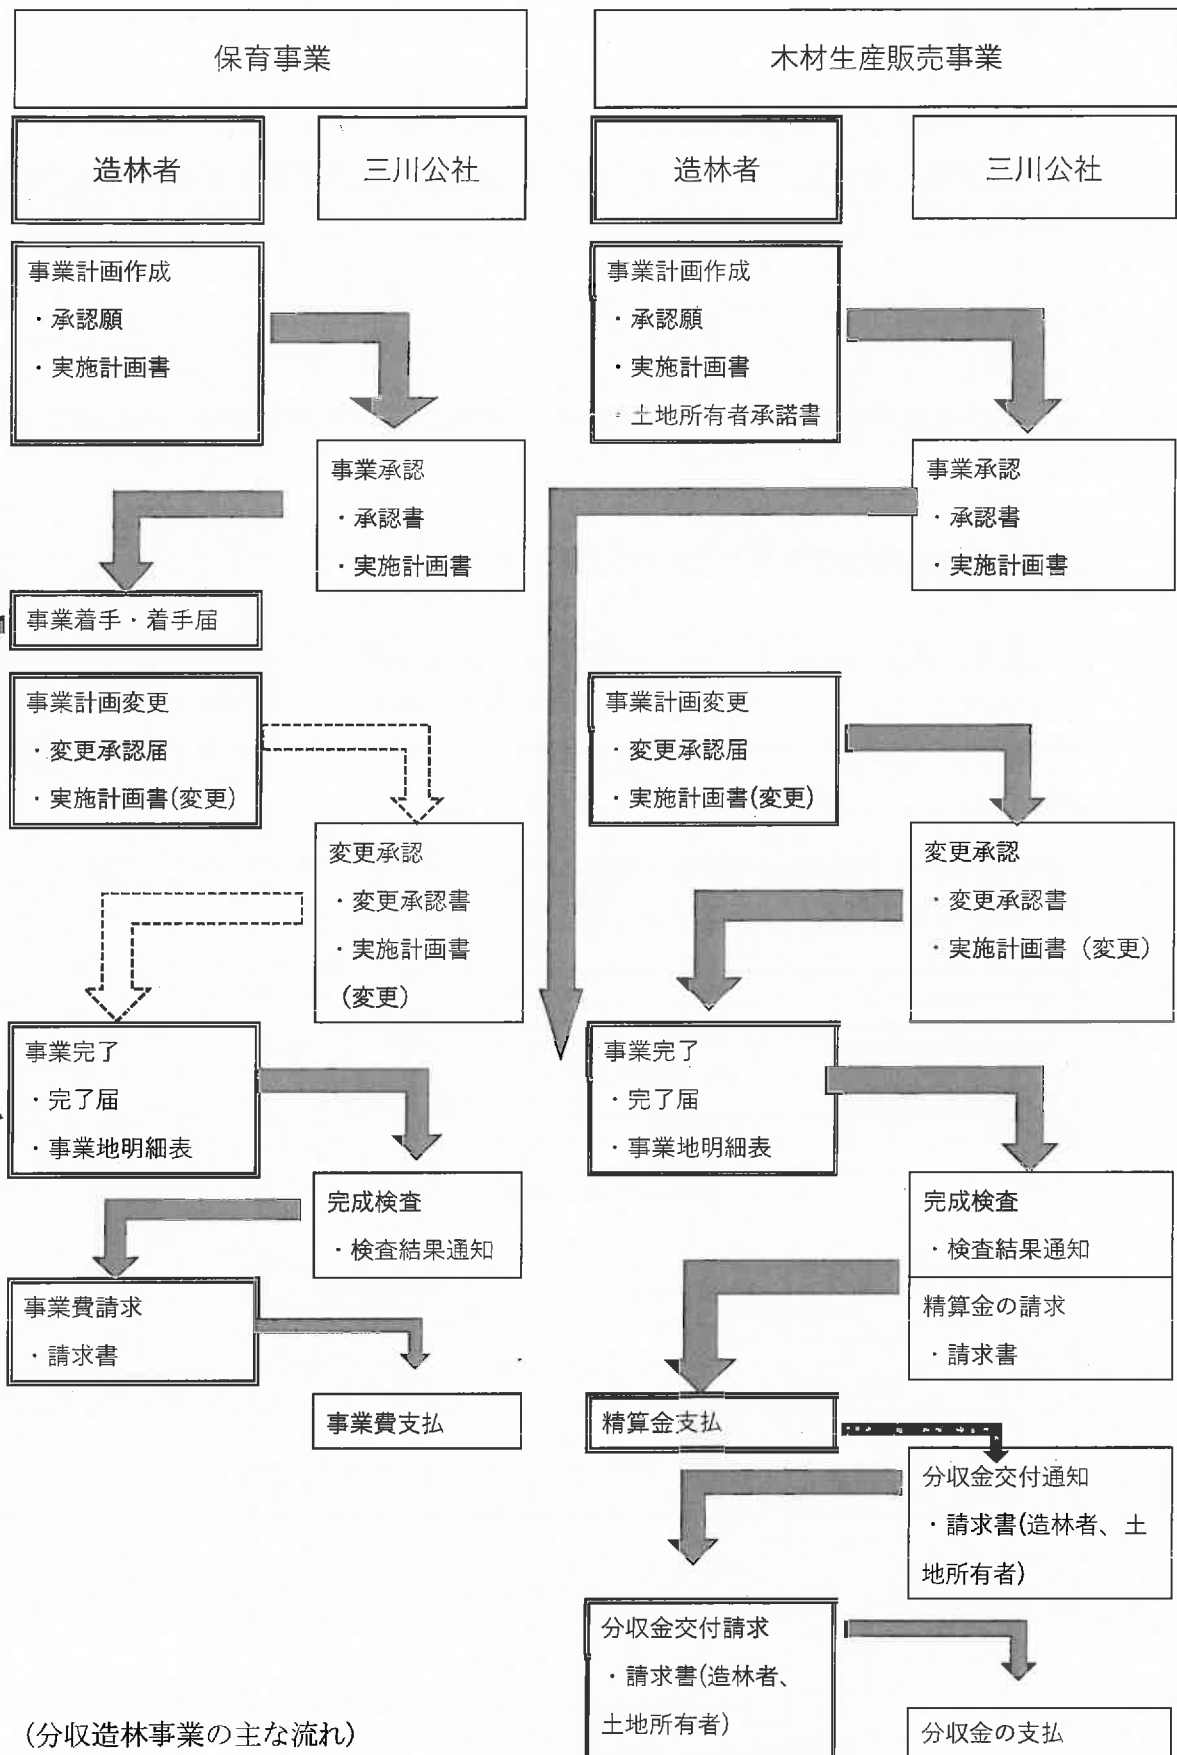 保育事業
造林者
三川公社
事業計画作成
・承認願
・実施計画書
事業承認
・承認書
・実施計画書
事業着手・着手届
事業計画変更
・変更承認届
・実施計画書(変更)
変更承認
・変更承認書
・実施計画書
(変更)
事業完了
・完了届
・事業地明細表
完成検査
・検査結果通知
事業費請求
・請求書
事業費支払
木材生産販売事業
造林者
三川公社
事業計画作成
・承認願
・実施計画書
・土地所有者承諾書
事業承認
・承認書
・実施計画書
事業計画変更
・変更承認届
・実施計画書(変更)
変更承認
・変更承認書
・実施計画書（変更）
事業完了
・完了届
・事業地明細表
完成検査
・検査結果通知
精算金の請求
・請求書
精算金支払
分収金交付通知
・請求書(造林者、土
地所有者)
分収金交付請求
・請求書(造林者、
土地所有者)
分収金の支払
(分収造林事業の主な流れ)